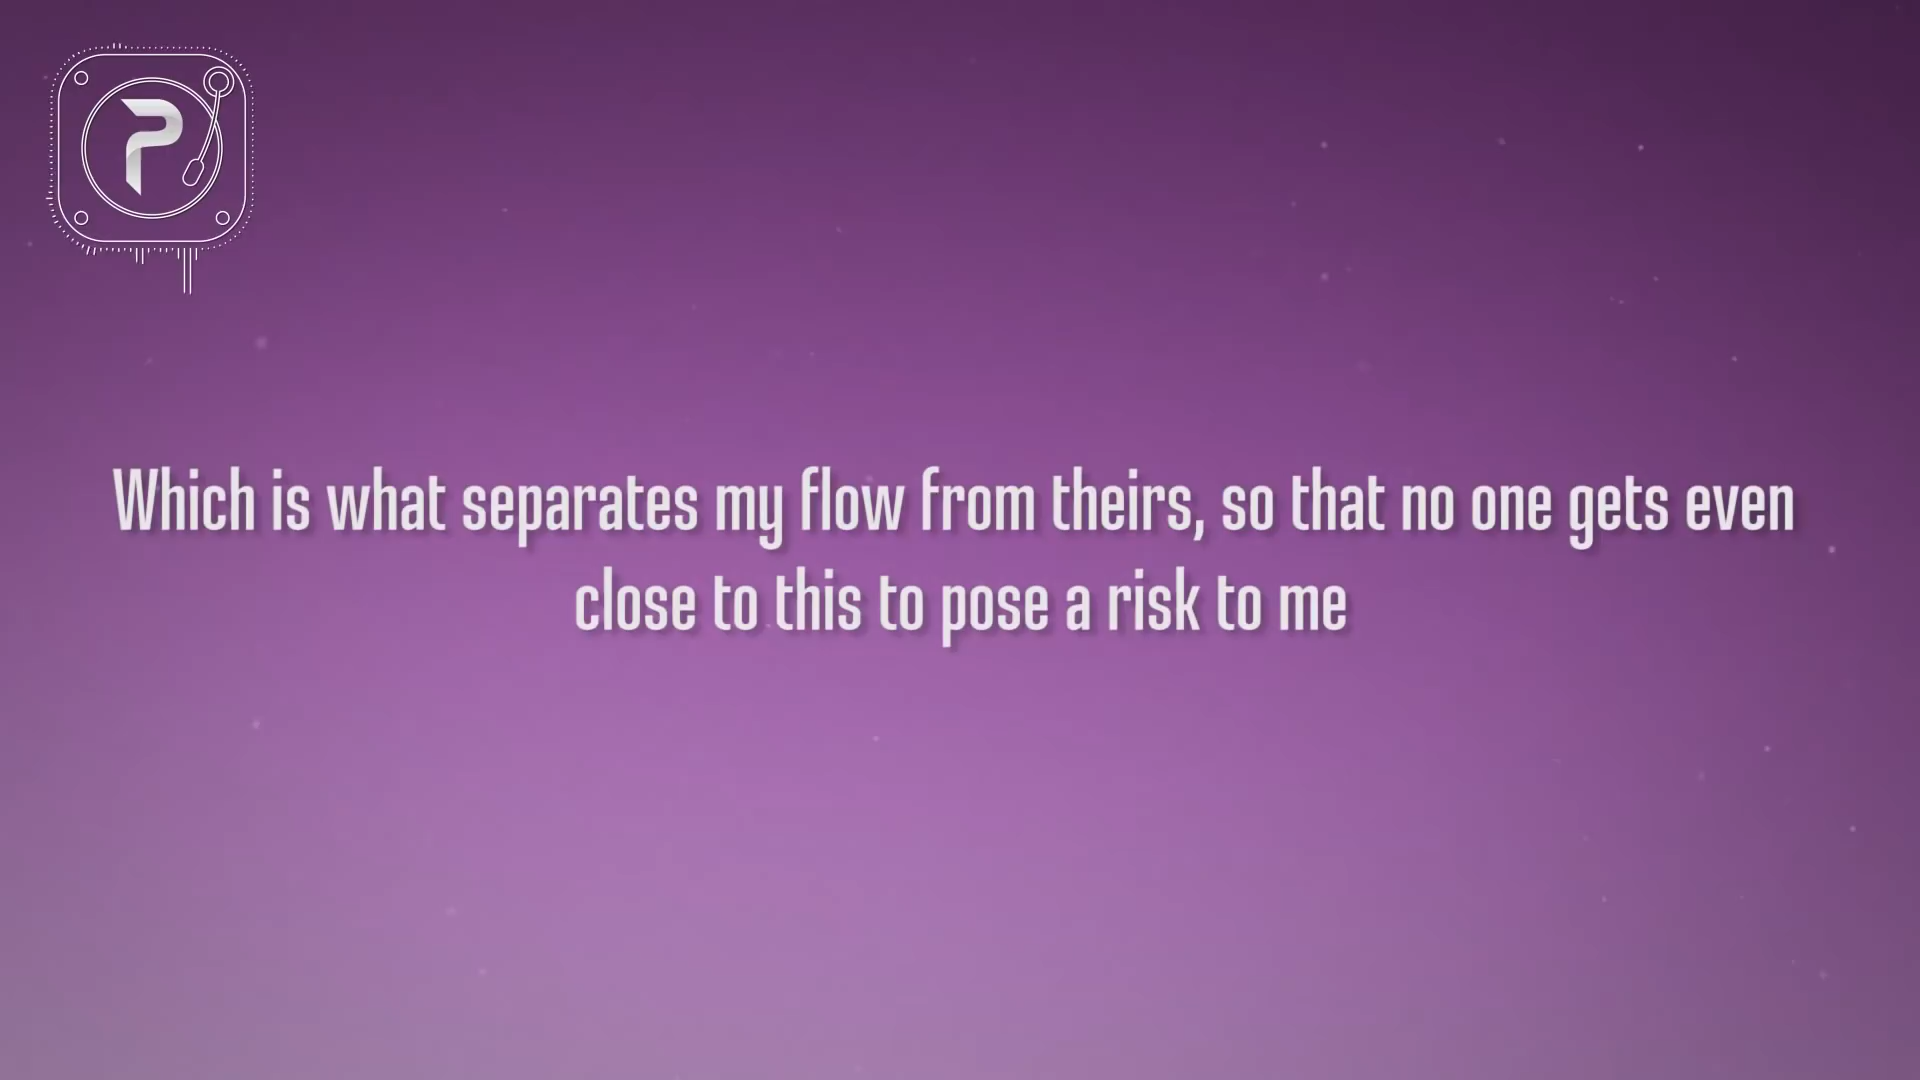 P
Which is what separates my flow from theirs, so that no one gets even
close to this to pose a risk to me